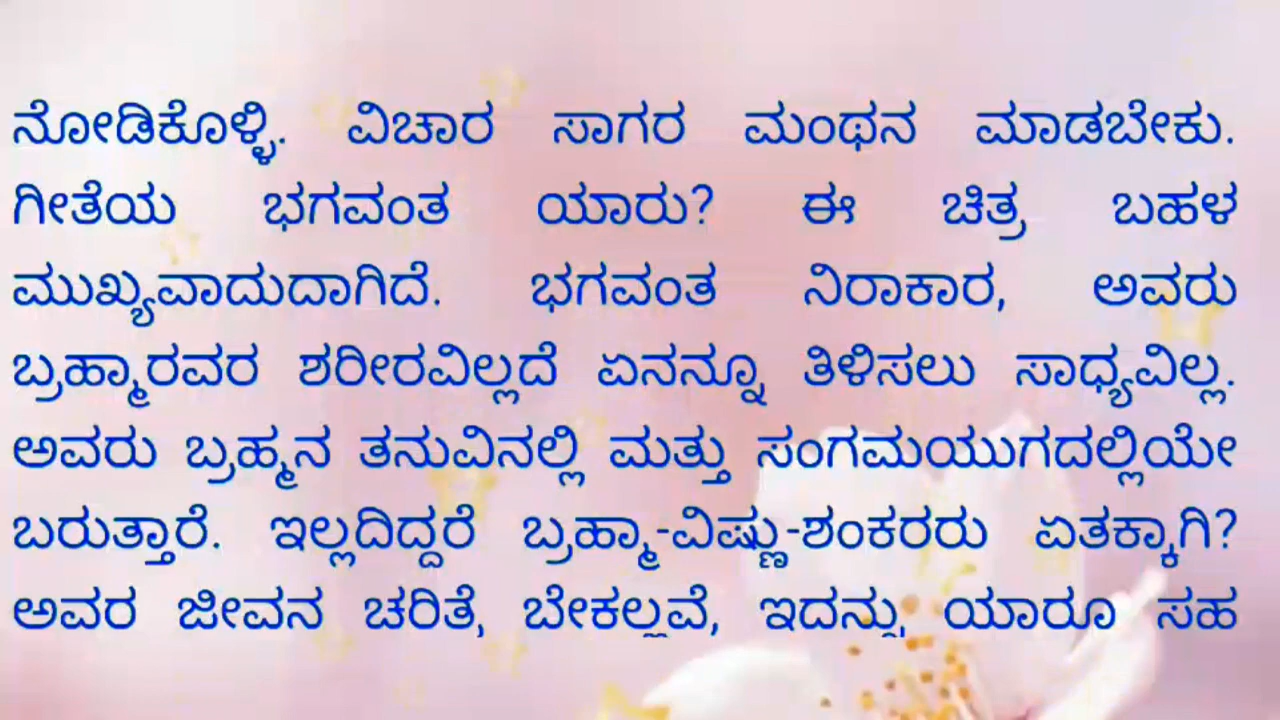 ನೋಡಿಕೊಳ್ಳಿ. ವಿಚಾರ ಸಾಗರ ಮಂಥನ ಮಾಡಬೇಕು.
ಗೀತೆಯ ಭಗವಂತ ಯಾರು? ಈ ಚಿತ್ರ ಬಹಳ
ಮುಖ್ಯವಾದುದಾಗಿದೆ. ಭಗವಂತ ನಿರಾಕಾರ, ಅವರು
ಬ್ರಹ್ಮಾರವರ ಶರೀರವಿಲ್ಲದೆ ಏನನ್ನೂ ತಿಳಿಸಲು ಸಾಧ್ಯವಿಲ್ಲ.
ಅವರು ಬ್ರಹ್ಮನ ತನುವಿನಲ್ಲಿ ಮತ್ತು ಸಂಗಮಯುಗದಲ್ಲಿಯೇ
ಬರುತ್ತಾರೆ. ಇಲ್ಲದಿದ್ದರೆ ಬ್ರಹ್ಮಾ-ವಿಷ್ಣು-ಶಂಕರರು ಏತಕ್ಕಾಗಿ?
ಅವರ ಜೀವನ ಚರಿತೆ, ಬೇಕಲ್ಲವೆ, ಇದನ್ನು ಯಾರೂ ಸಹ